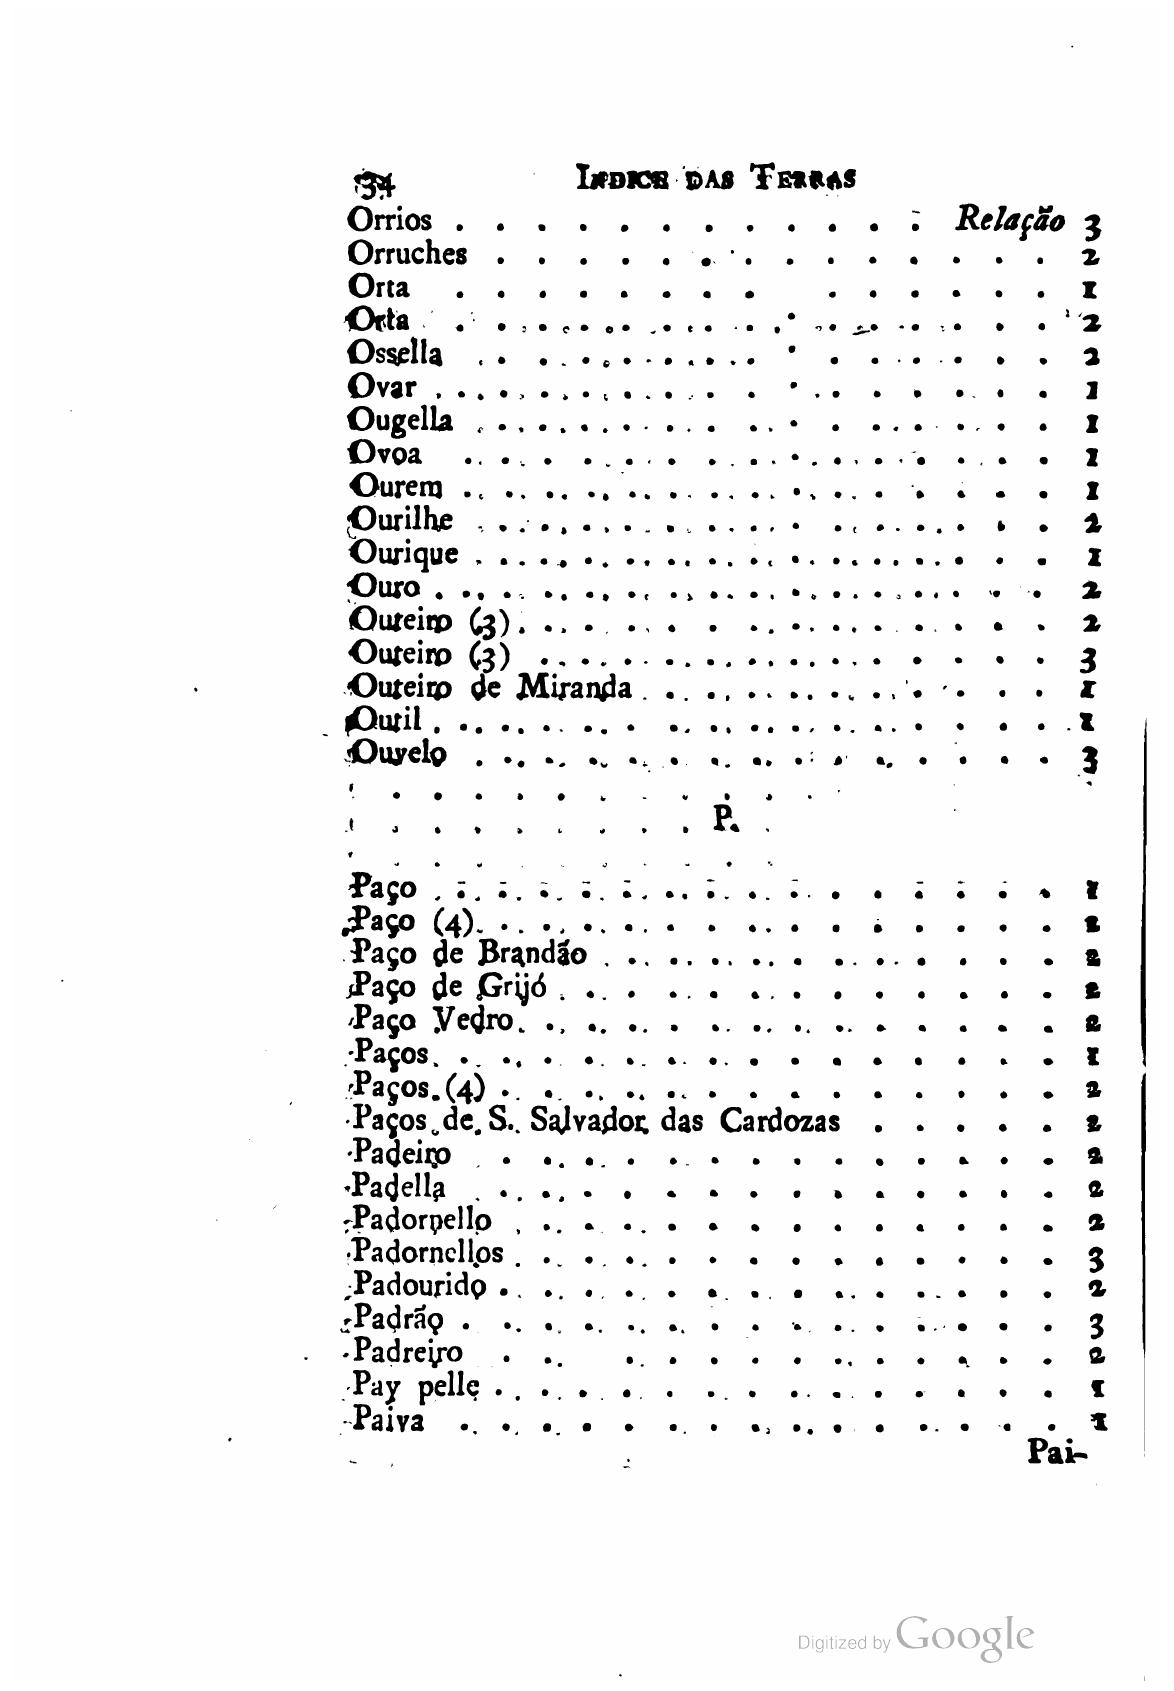 34 INDICE DAS TERRAS
Orrios . . . . . . . . . . . . Relação 3
Orruches . . . . . . . . . . . . . . 2
Orta . . . . . . . . . . . . . . 1
Orta . . . . . . . . . . . . . . 2
Ossella . . . . . . . . . . . . . . 2
Ovar . . . . . . . . . . . . . . 1
Ougella . . . . . . . . . . . . . . 1
Ovoa . . . . . . . . . . . . . . 1
Ourem . . . . . . . . . . . . . . 1
Ourilhe . . . . . . . . . . . . . . 2
Ourique . . . . . . . . . . . . . . 1
Ouro . . . . . . . . . . . . . . 2
Outeiro (3) . . . . . . . . . . . . . 2
Outeiro (3) . . . . . . . . . . . . . 3
Outeiro de Miranda . . . . . . . . . . 1
Outil . . . . . . . . . . . . . . 1
Ouvelo . . . . . . . . . . . . . . 3
P.
Paço . . . . . . . . . . . . . . 1
Paço (4) . . . . . . . . . . . . . . 2
Paço de Brandão . . . . . . . . . . . 2
Paço de Grijó . . . . . . . . . . . . 2
Paço Vedro . . . . . . . . . . . . . 2
Paços . . . . . . . . . . . . . . 1
Paços (4) . . . . . . . . . . . . . . 2
Paços de S. Salvador das Cardozas . . . . . 2
Padeiro . . . . . . . . . . . . . . 2
Padella . . . . . . . . . . . . . . 2
Padornello . . . . . . . . . . . . . 2
Padornellos . . . . . . . . . . . . . 3
Padourido . . . . . . . . . . . . . . 2
Padrão . . . . . . . . . . . . . . 3
Padreiro . . . . . . . . . . . . . . 2
Pay pelle . . . . . . . . . . . . . . 1
Paiva . . . . . . . . . . . . . . 1
Pai-
Digitized by Google